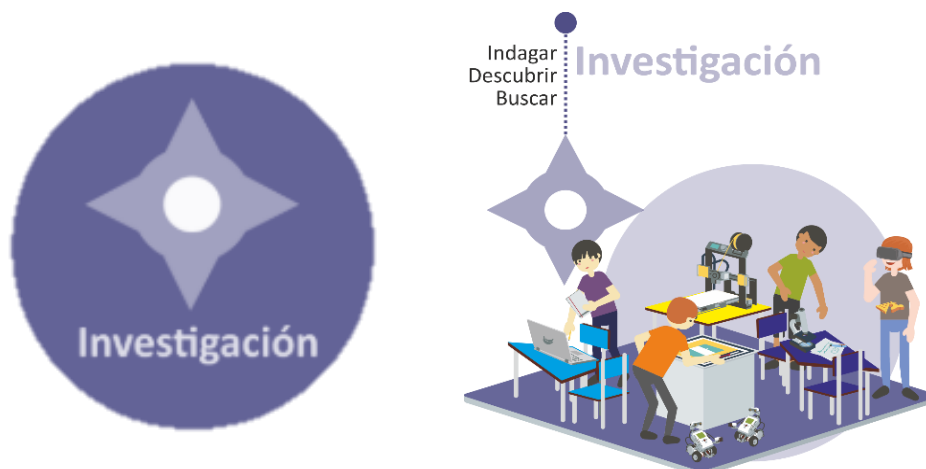 Investigación
Indagar
Descubrir
Buscar
Investigación